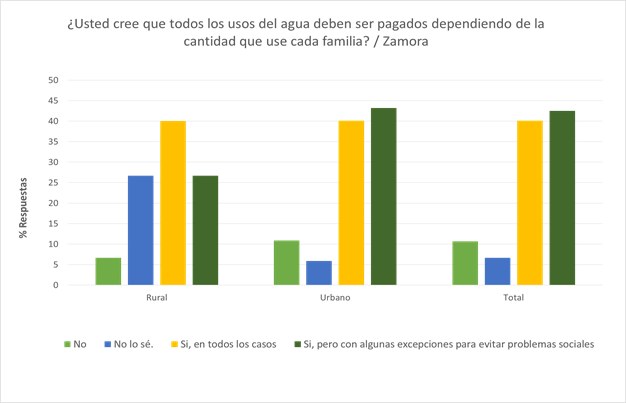 ¿Usted cree que todos los usos del agua deben ser pagados dependiendo de la
cantidad que use cada familia? / Zamora
50
45
40
35
30
25
20
15
10
5
0
% Respuestas
Rural Urbano Total
No No lo sé. Si, en todos los casos Si, pero con algunas excepciones para evitar problemas sociales